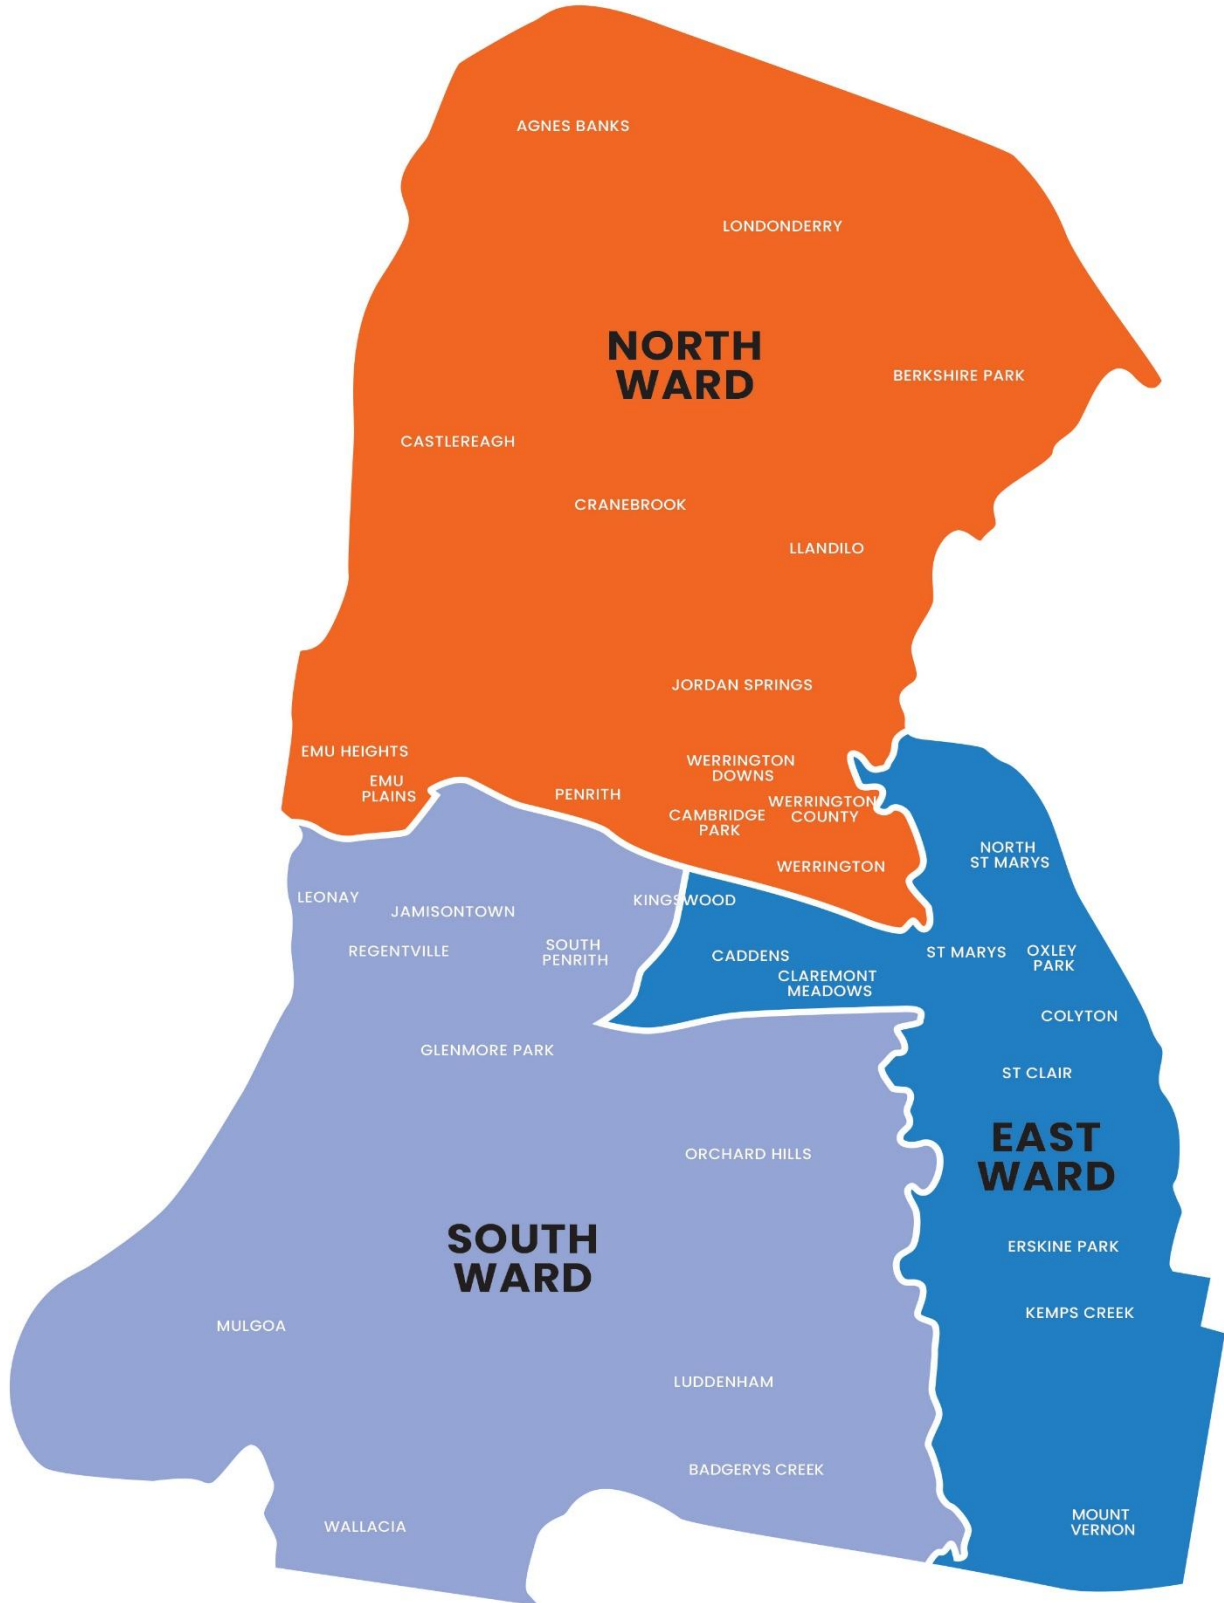 AGNES BANKS
LONDONDERRY
NORTH
WARD
BERKSHIRE PARK
CASTLEREAGH
CRANEBROOK
LLANDILO
JORDAN SPRINGS
EMU HEIGHTS
EMU
PLAINS
PENRITH
WERRINGTON
DOWNS
CAMBRIDGE
PARK
WERRINGTON
COUNTY
WERRINGTON
NORTH
ST MARYS
LEONAY
JAMISONTOWN
KINGSWOOD
REGENTVILLE
SOUTH
PENRITH
CADDENS
CLAREMONT
MEADOWS
ST MARYS
OXLEY
PARK
COLYTON
GLENMORE PARK
ST CLAIR
ORCHARD HILLS
EAST
WARD
SOUTH
WARD
ERSKINE PARK
KEMPS CREEK
MULGOA
LUDDENHAM
BADGERYS CREEK
WALLACIA
MOUNT
VERNON